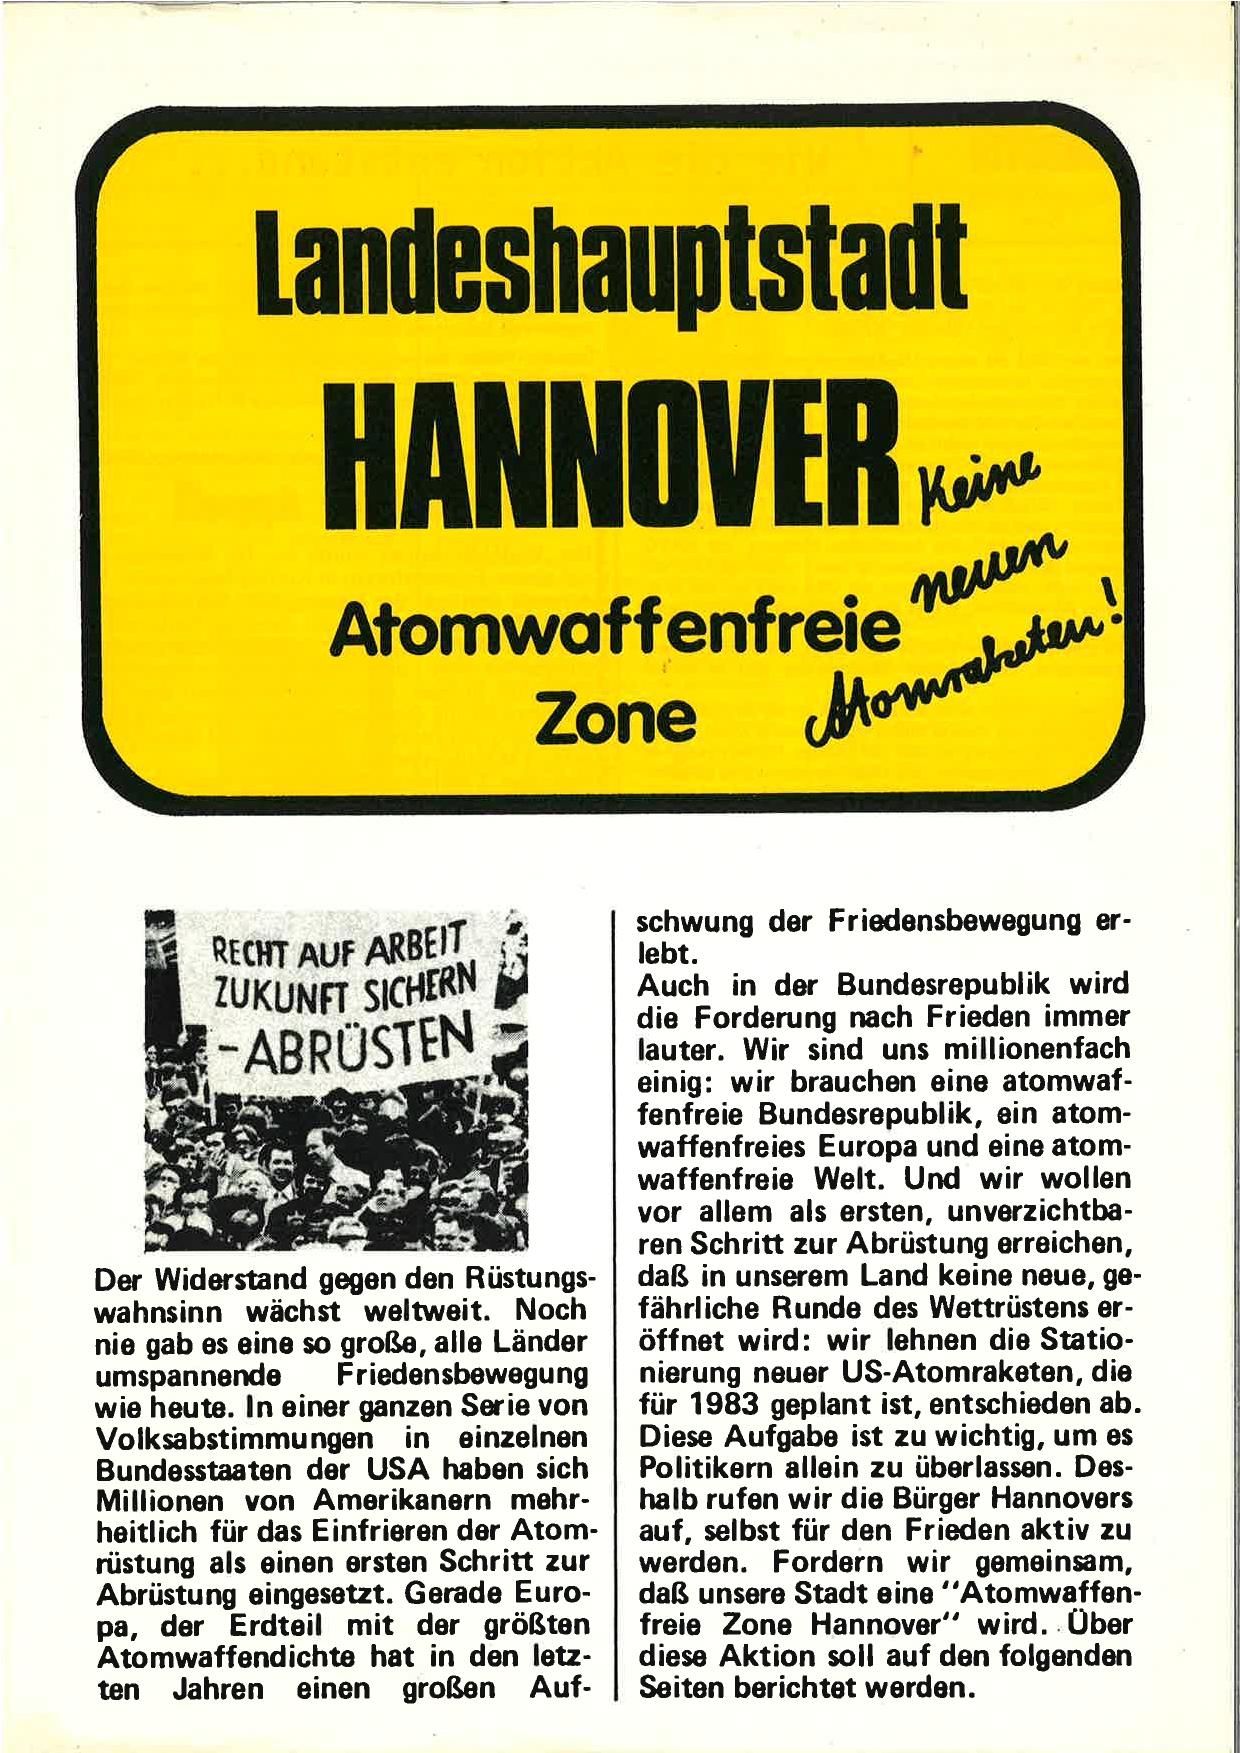 Landeshauptstadt
HANNOVER
Atomwaffenfreie
Zone
Keine
neuen
Atomraketen!
RECHT AUF ARBEIT
ZUKUNFT SICHERN
-ABRÜSTEN
Der Widerstand gegen den Rüstungs-
wahnsinn wächst weltweit. Noch
nie gab es eine so große, alle Länder
umspannende Friedensbewegung
wie heute. In einer ganzen Serie von
Volksabstimmungen in einzelnen
Bundesstaaten der USA haben sich
Millionen von Amerikanern mehr-
heitlich für das Einfrieren der Atom-
rüstung als einen ersten Schritt zur
Abrüstung eingesetzt. Gerade Euro-
pa, der Erdteil mit der größten
Atomwaffendichte hat in den letz-
ten Jahren einen großen Auf-
schwung der Friedensbewegung er-
lebt.
Auch in der Bundesrepublik wird
die Forderung nach Frieden immer
lauter. Wir sind uns millionenfach
einig: wir brauchen eine atomwaf-
fenfreie Bundesrepublik, ein atom-
waffenfreies Europa und eine atom-
waffenfreie Welt. Und wir wollen
vor allem als ersten, unverzichtba-
ren Schritt zur Abrüstung erreichen,
daß in unserem Land keine neue, ge-
fährliche Runde des Wettrüstens er-
öffnet wird: wir lehnen die Statio-
nierung neuer US-Atomraketen, die
für 1983 geplant ist, entschieden ab.
Diese Aufgabe ist zu wichtig, um es
Politikern allein zu überlassen. Des-
halb rufen wir die Bürger Hannovers
auf, selbst für den Frieden aktiv zu
werden. Fordern wir gemeinsam,
daß unsere Stadt eine "Atomwaffen-
freie Zone Hannover" wird. Über
diese Aktion soll auf den folgenden
Seiten berichtet werden.